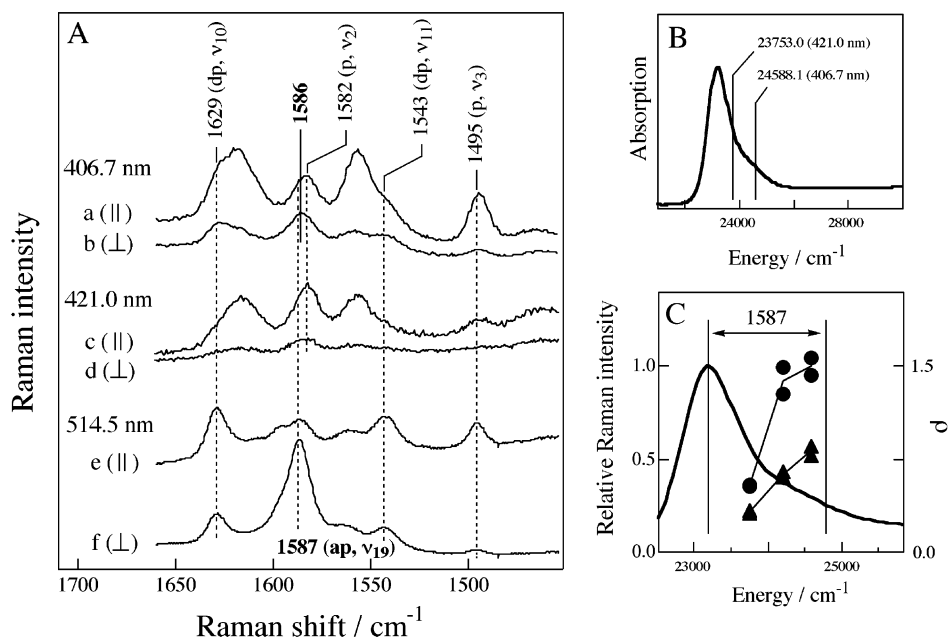 A
1629 (dp, ν10)
1586
1582 (p, ν2)
1543 (dp, ν11)
1495 (p, ν3)
406.7 nm
a (||)
b (⊥)
421.0 nm
c (||)
d (⊥)
514.5 nm
e (||)
f (⊥)
1587 (ap, ν19)
Raman intensity
1700 1650 1600 1550 1500
Raman shift / cm-1
B
23753.0 (421.0 nm)
24588.1 (406.7 nm)
Absorption
24000 28000
Energy / cm-1
C
1587
Relative Raman intensity
1.0
0.5
0.0
1.5
0.0
ρ
23000 25000
Energy / cm-1